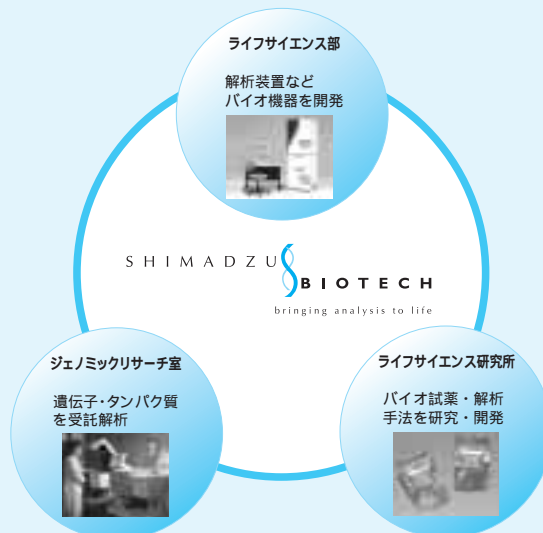 ライフサイエンス部
解析装置など
バイオ機器を開発
SHIMADZU
BIOTECH
bringing analysis to life
ジェノミックリサーチ室
遺伝子・タンパク質
を受託解析
ライフサイエンス研究所
バイオ試薬・解析
手法を研究・開発